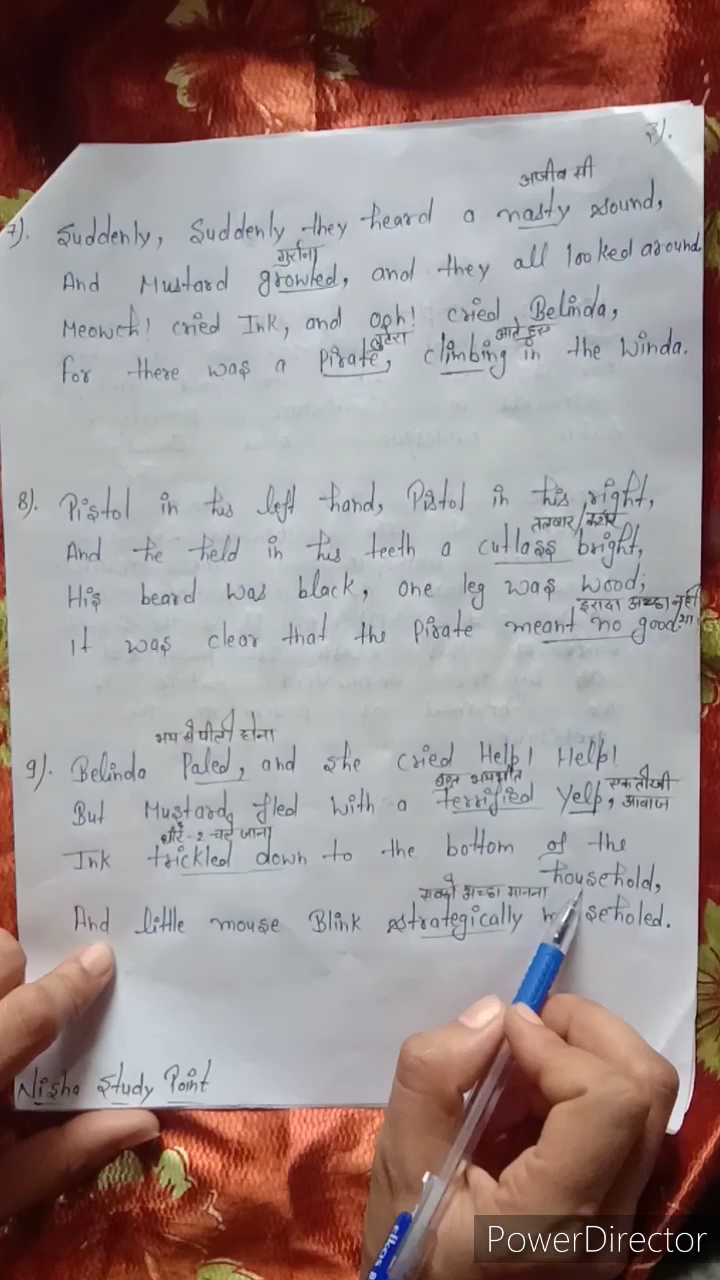 3).
अजीब सी
7). Suddenly, Suddenly they heard a nasty sound,
गुर्राना
And Mustard growled, and they all looked around
Meowch! cried Ink, and ooh! cried Belinda,
लुटेरा आते हुए
For there was a Pirate, climbing in the Winda.
8). Pistol in his left hand, Pistol in his right,
तलवार/कटार
And he held in his teeth a cutlass bright,
His beard was black, one leg was wood;
इरादा अच्छा नहीं था।
It was clear that the Pirate meant no good.
भय से पीली होना
9). Belinda Paled, and she cried Help! Help!
बहुत भयभीत एक तीखी आवाज
But Mustard fled with a terrified Yelp,
धीरे-2 चले जाना
Ink trickled down to the bottom of the
household,
सबसे अच्छा मानना
And little mouse Blink strategically
Nisha Study Point
PowerDirector